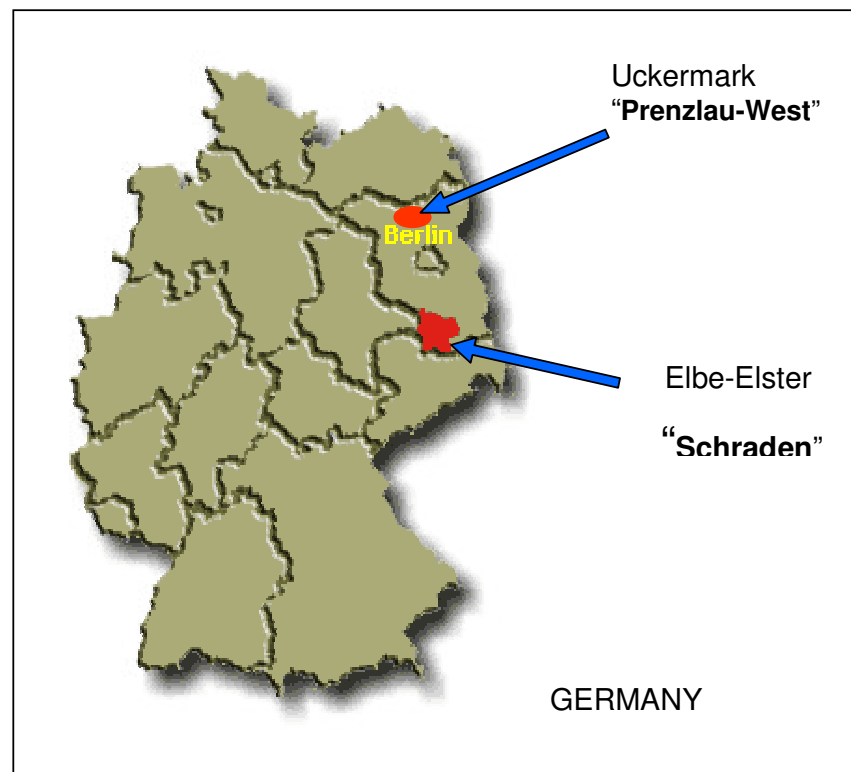 Uckermark
“Prenzlau-West”
Berlin
Elbe-Elster
“Schraden”
GERMANY